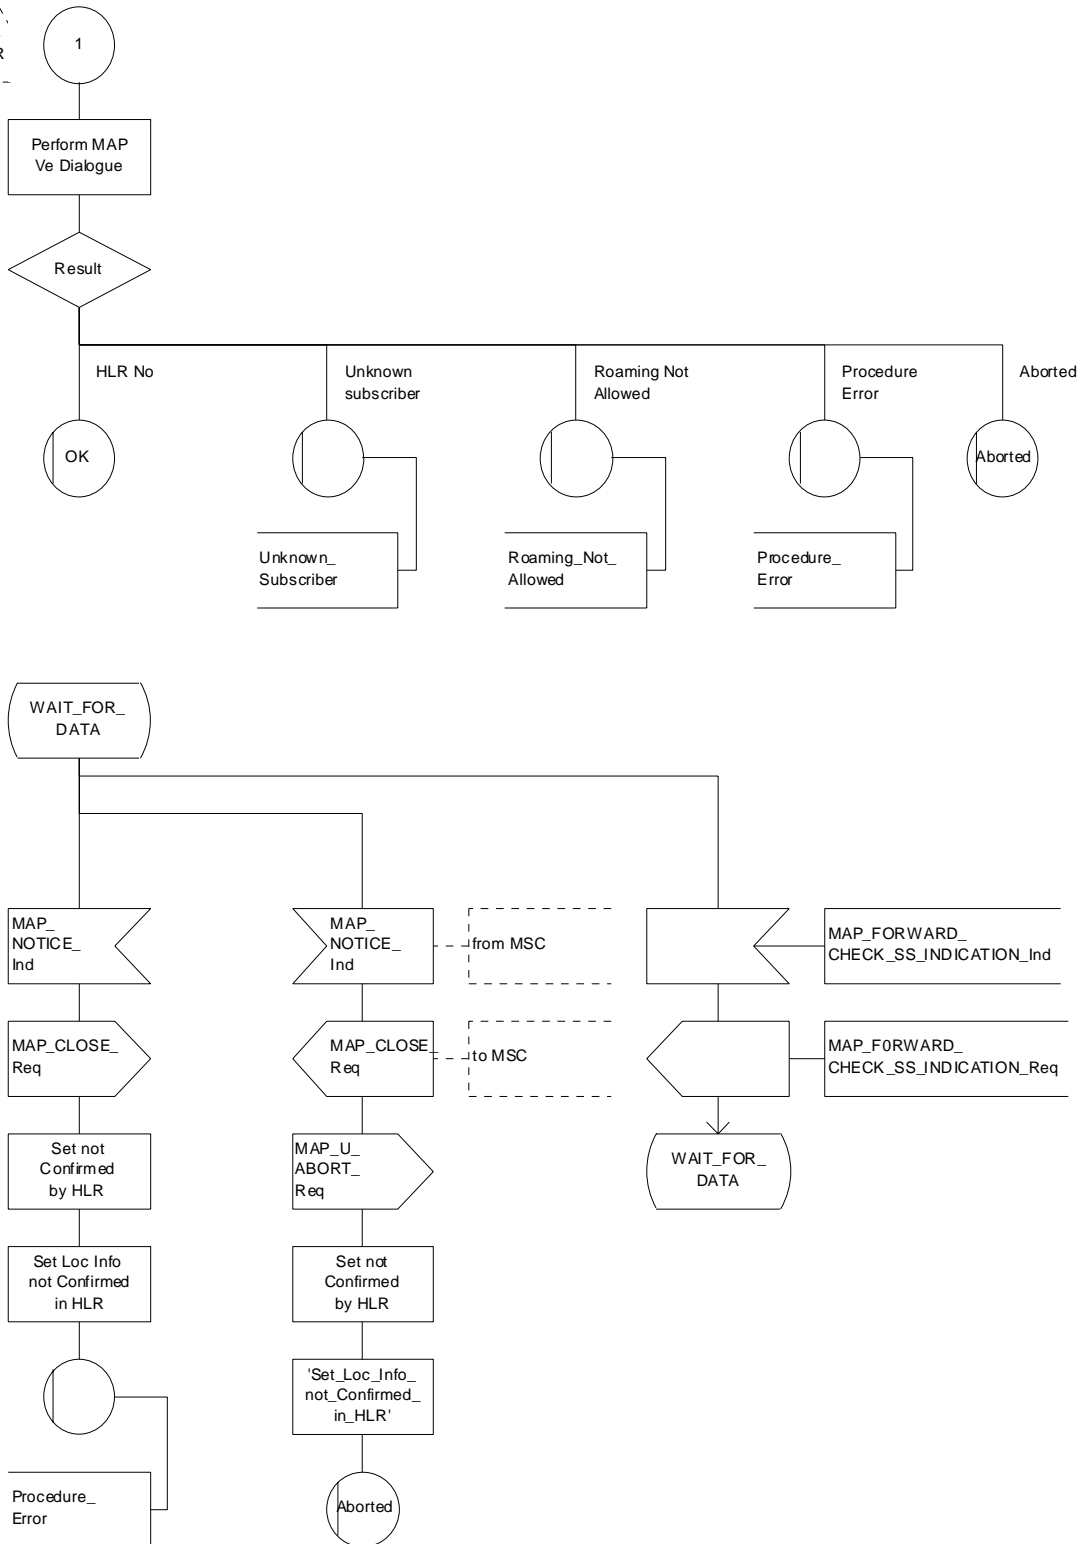 R
1
Perform MAP
Ve Dialogue
Result
HLR No
Unknown
subscriber
Roaming Not
Allowed
Procedure
Error
Aborted
OK
Aborted
Unknown_
Subscriber
Roaming_Not_
Allowed
Procedure_
Error
WAIT_FOR_
DATA
MAP_
NOTICE_
Ind
MAP_
NOTICE_
Ind
from MSC
MAP_FORWARD_
CHECK_SS_INDICATION_Ind
MAP_CLOSE_
Req
MAP_CLOSE_
Req
to MSC
MAP_F0RWARD_
CHECK_SS_INDICATION_Req
Set not
Confirmed
by HLR
MAP_U_
ABORT_
Req
WAIT_FOR_
DATA
Set Loc Info
not Confirmed
in HLR
Set not
Confirmed
by HLR
'Set_Loc_Info_
not_Confirmed_
in_HLR'
Procedure_
Error
Aborted